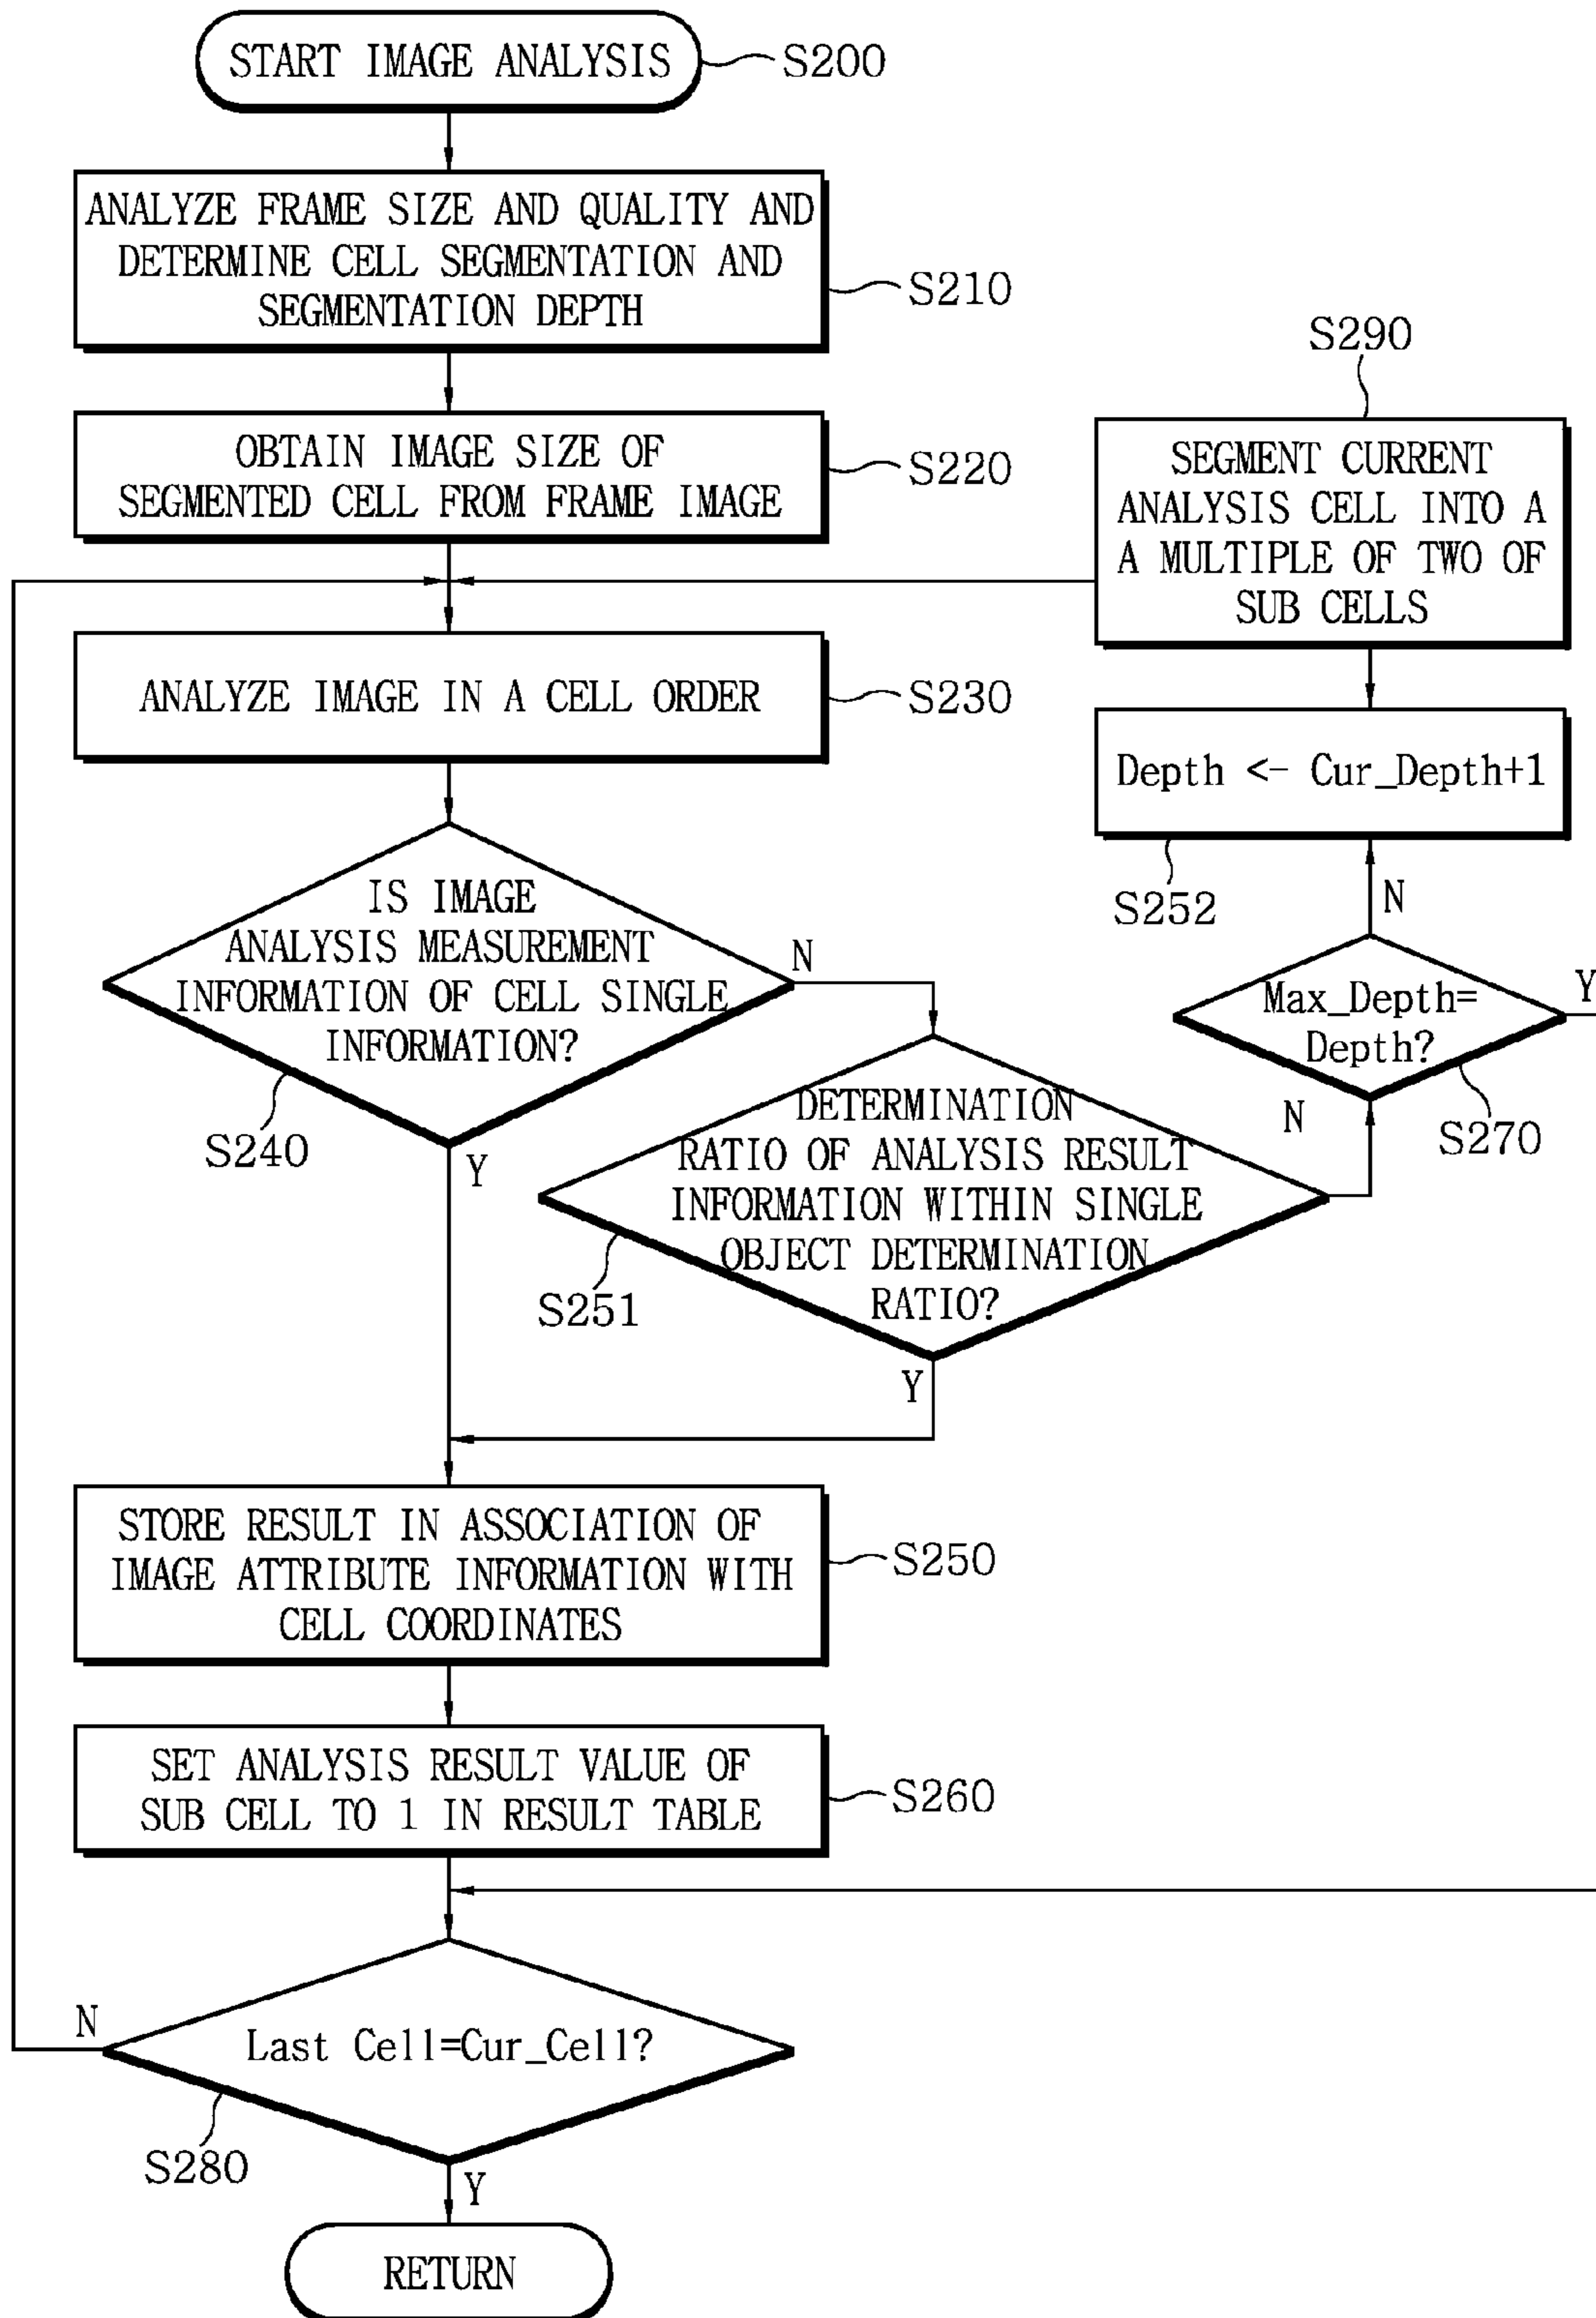 START IMAGE ANALYSIS
S200
ANALYZE FRAME SIZE AND QUALITY AND
DETERMINE CELL SEGMENTATION AND
SEGMENTATION DEPTH
S210
OBTAIN IMAGE SIZE OF
SEGMENTED CELL FROM FRAME IMAGE
S220
ANALYZE IMAGE IN A CELL ORDER
S230
IS IMAGE
ANALYSIS MEASUREMENT
INFORMATION OF CELL SINGLE
INFORMATION?
S240
N
Y
DETERMINATION
RATIO OF ANALYSIS RESULT
INFORMATION WITHIN SINGLE
OBJECT DETERMINATION
RATIO?
S251
N
Y
Max_Depth=
Depth?
S270
N
Y
Depth <- Cur_Depth+1
S252
S290
SEGMENT CURRENT
ANALYSIS CELL INTO A
A MULTIPLE OF TWO OF
SUB CELLS
STORE RESULT IN ASSOCIATION OF
IMAGE ATTRIBUTE INFORMATION WITH
CELL COORDINATES
S250
SET ANALYSIS RESULT VALUE OF
SUB CELL TO 1 IN RESULT TABLE
S260
Last Cell=Cur_Cell?
N
S280
Y
RETURN